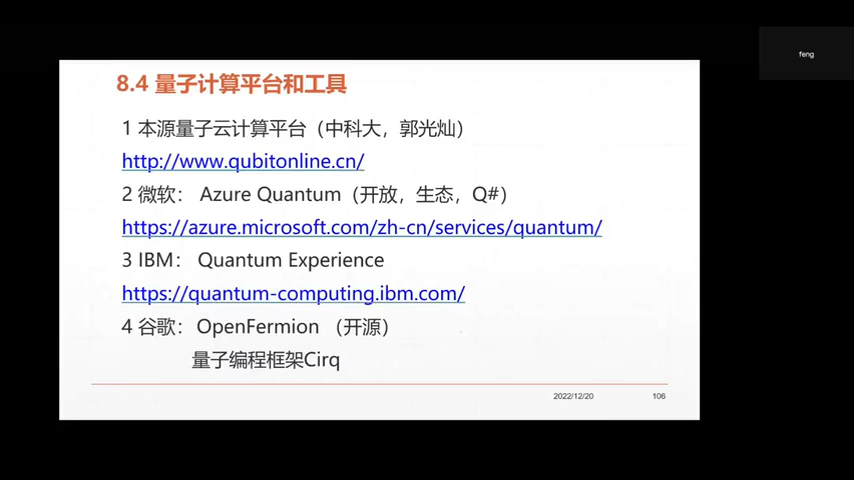 feng
8.4 量子计算平台和工具
1 本源量子云计算平台（中科大，郭光灿）
http://www.qubitonline.cn/
2 微软： Azure Quantum（开放，生态，Q#）
https://azure.microsoft.com/zh-cn/services/quantum/
3 IBM： Quantum Experience
https://quantum-computing.ibm.com/
4 谷歌： OpenFermion （开源）
量子编程框架Cirq
2022/12/20 106